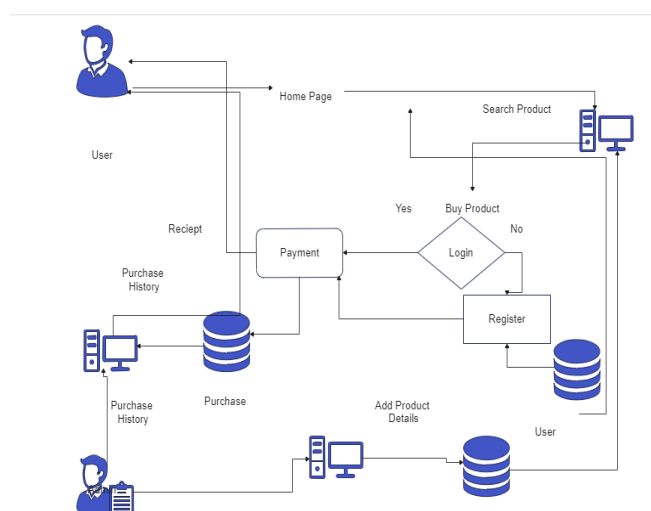 Home Page
Search Product
User
Yes
Buy Product
No
Reciept
Payment
Login
Purchase
History
Register
Purchase
Purchase
History
Add Product
Details
User
Admin